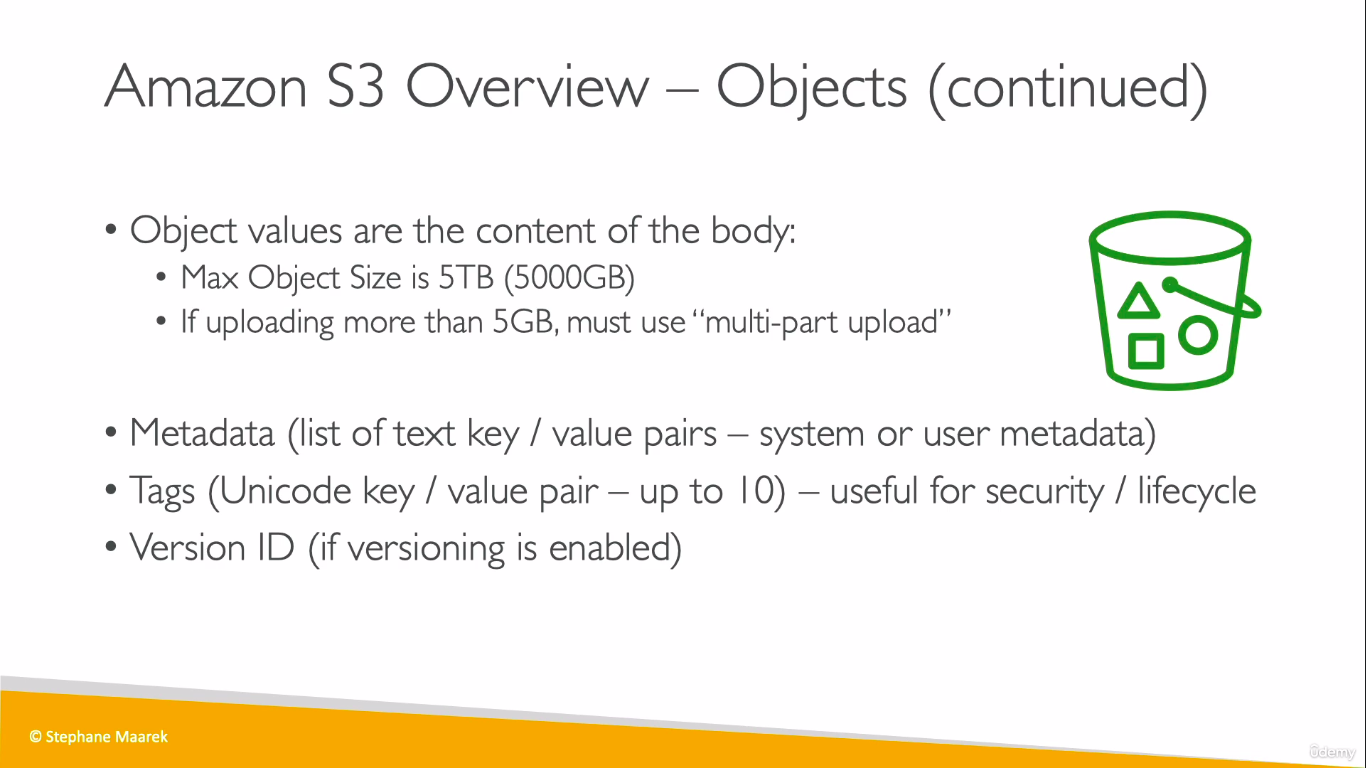 Amazon S3 Overview – Objects (continued)
• Object values are the content of the body:
• Max Object Size is 5TB (5000GB)
• If uploading more than 5GB, must use “multi-part upload”
• Metadata (list of text key / value pairs – system or user metadata)
• Tags (Unicode key / value pair – up to 10) – useful for security / lifecycle
• Version ID (if versioning is enabled)
© Stephane Maarek
ûdemy